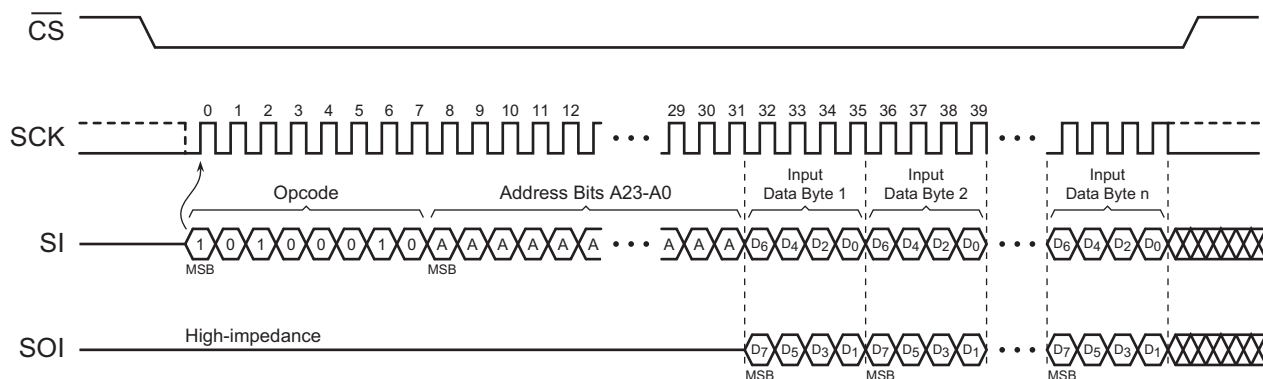 CS
SCK
0 1 2 3 4 5 6 7 8 9 10 11 12 29 30 31 32 33 34 35 36 37 38 39
Opcode
Address Bits A23-A0
Input
Data Byte 1
Input
Data Byte 2
Input
Data Byte n
SI
1 0 1 0 0 0 1 0 A A A A A A A A A D6 D4 D2 D0 D6 D4 D2 D0 D6 D4 D2 D0
MSB MSB
High-impedance
SOI
D7 D5 D3 D1 D7 D5 D3 D1 D7 D5 D3 D1
MSB MSB MSB